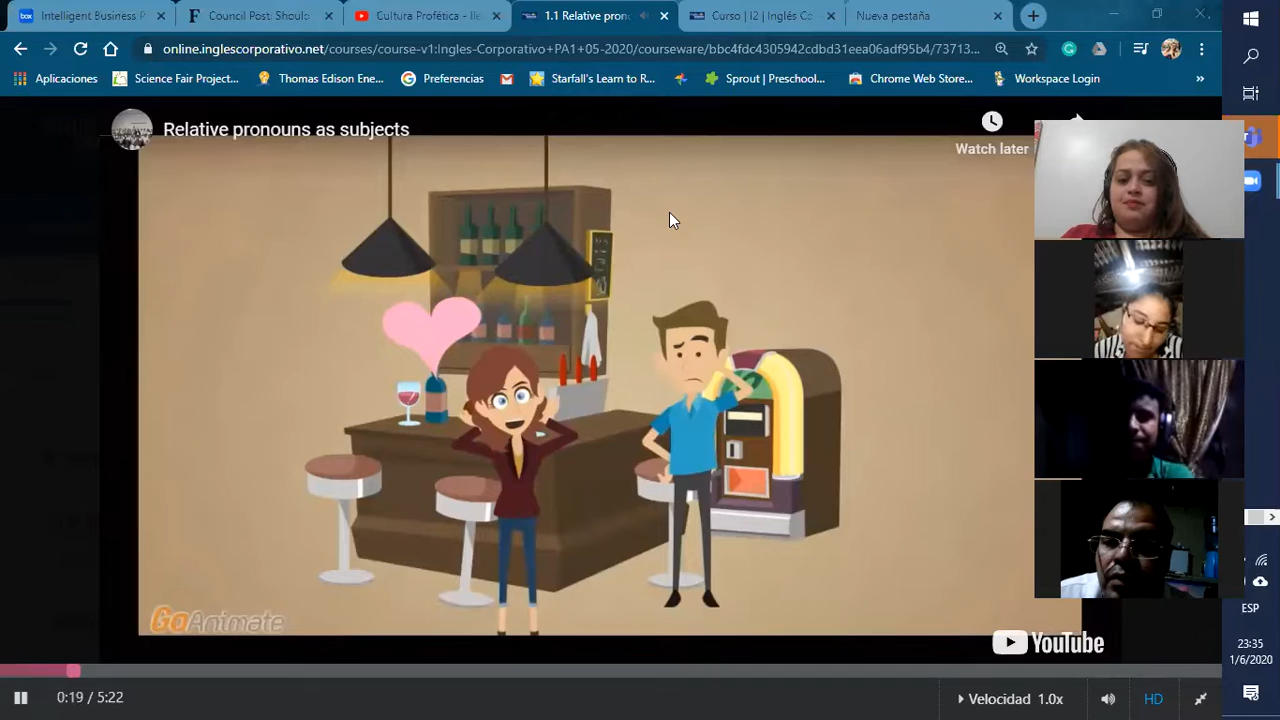 Intelligent Business P
Council Post: Shoul
Cultura Profética - Ile
1.1 Relative pron
Curso | I2 | Inglés Co
Nueva pestaña
online.inglescorporativo.net/courses/course-v1:Ingles-Corporativo+PA1+05-2020/courseware/bbc4fdc4305942cdbd31eea06adf95b4/73713...
Aplicaciones
Science Fair Project...
Thomas Edison Ene...
Preferencias
Starfall's Learn to R...
Sprout | Preschool...
Chrome Web Store...
Workspace Login
»
Relative pronouns as subjects
Watch later
GoAnimate
YouTube
0:19 / 5:22
Velocidad 1.0x
HD
ESP
23:35
1/6/2020